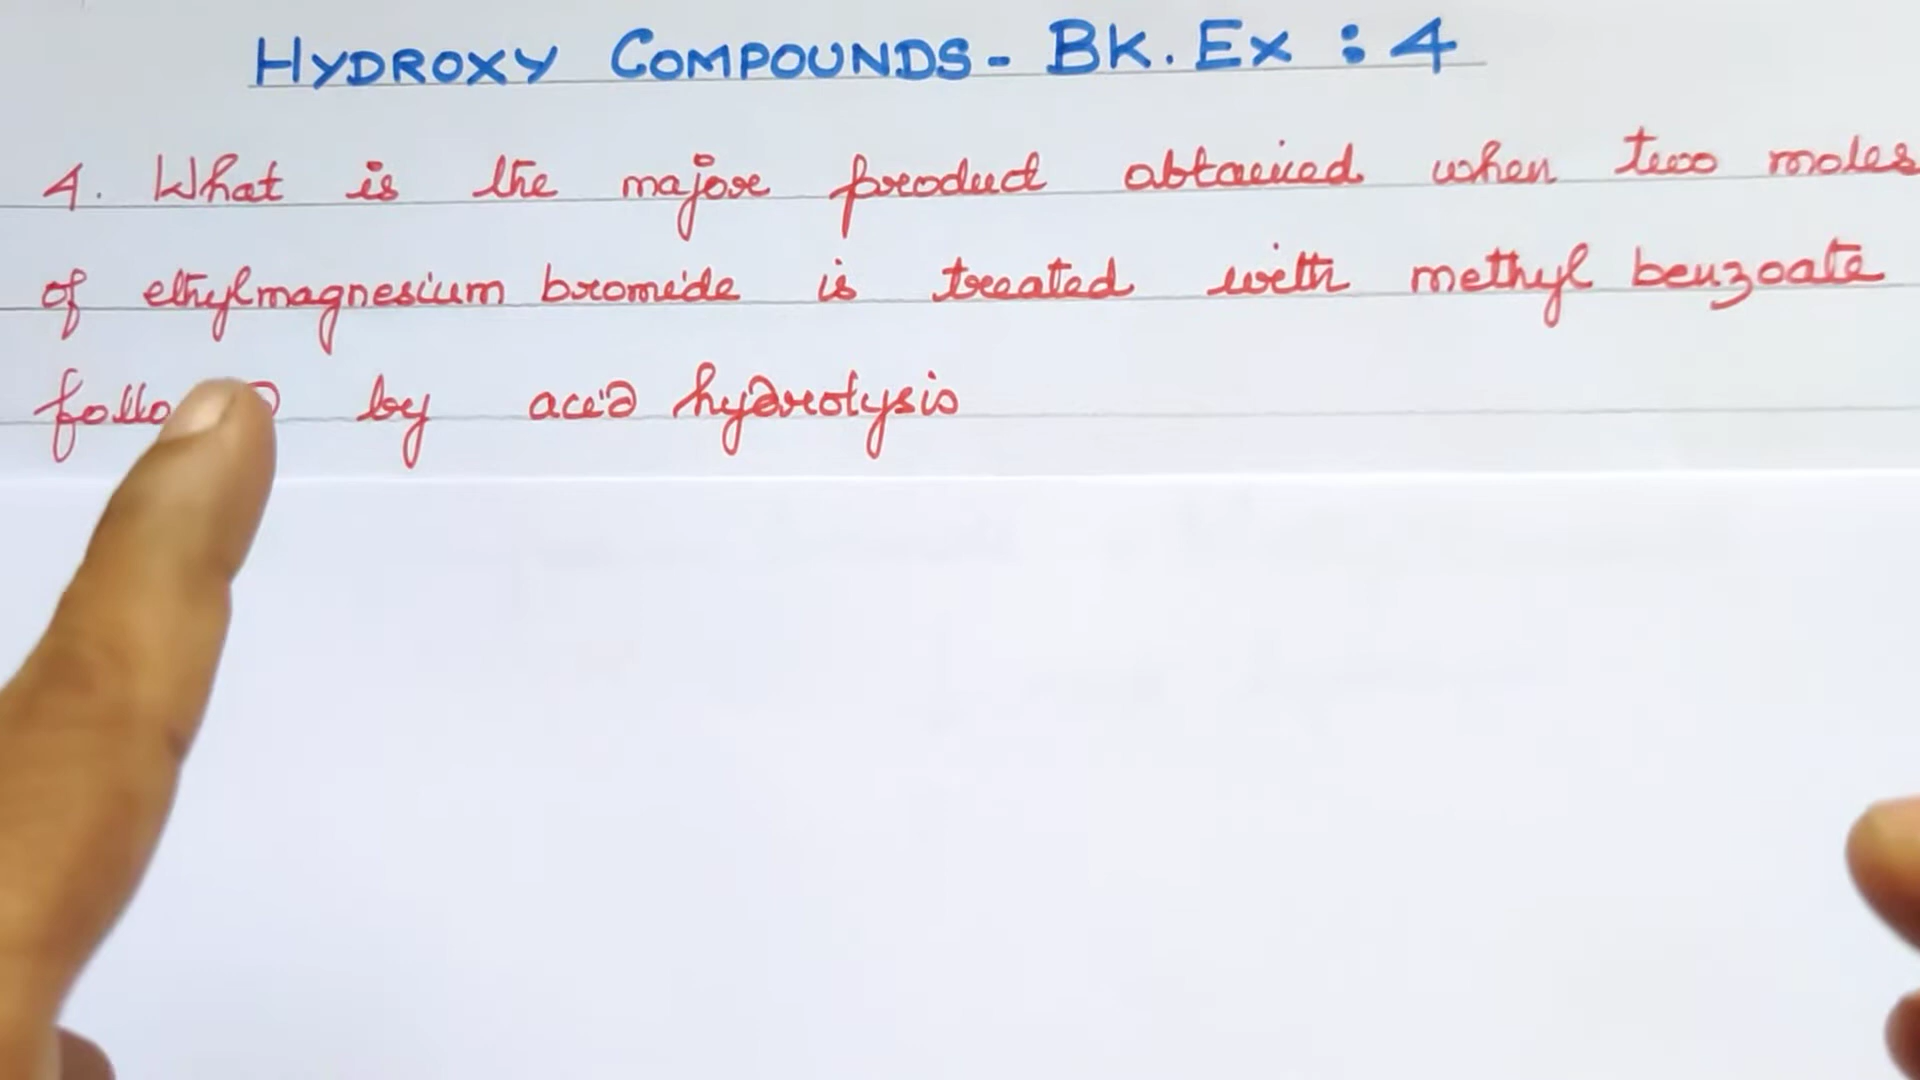 HYDROXY COMPOUNDS - BK. EX : 4
4. What is the major product obtained when two moles
of ethylmagnesium bromide is treated with methyl benzoate
by acid hydrolysis